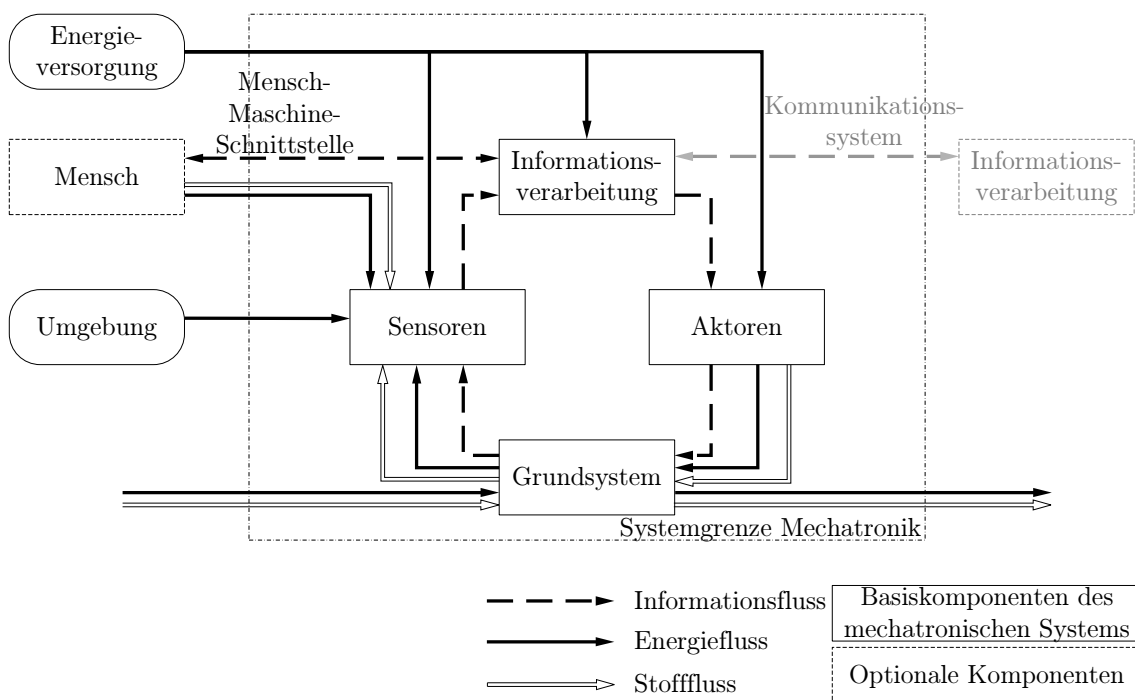 Energie-
versorgung
Mensch-
Maschine-
Schnittstelle
Kommunikations-
system
Mensch
Informations-
verarbeitung
Informations-
verarbeitung
Umgebung
Sensoren
Aktoren
Grundsystem
Systemgrenze Mechatronik
Informationsfluss
Energiefluss
Stofffluss
Basiskomponenten des
mechatronischen Systems
Optionale Komponenten